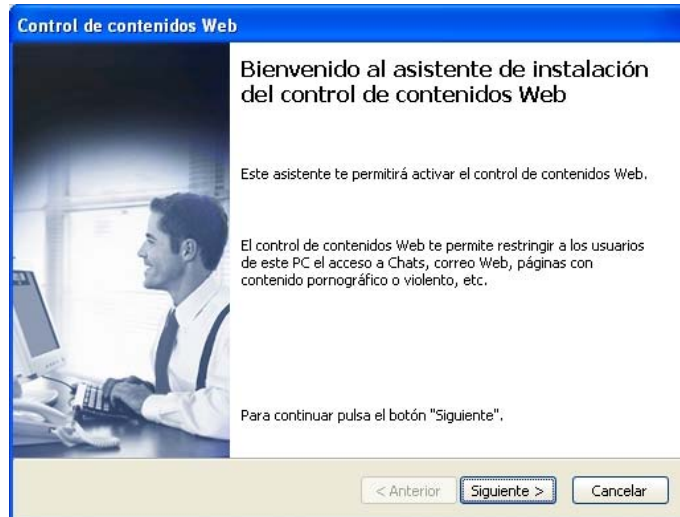 Control de contenidos Web
Bienvenido al asistente de instalación
del control de contenidos Web
Este asistente te permitirá activar el control de contenidos Web.
El control de contenidos Web te permite restringir a los usuarios
de este PC el acceso a Chats, correo Web, páginas con
contenido pornográfico o violento, etc.
Para continuar pulsa el botón "Siguiente".
< Anterior
Siguiente >
Cancelar